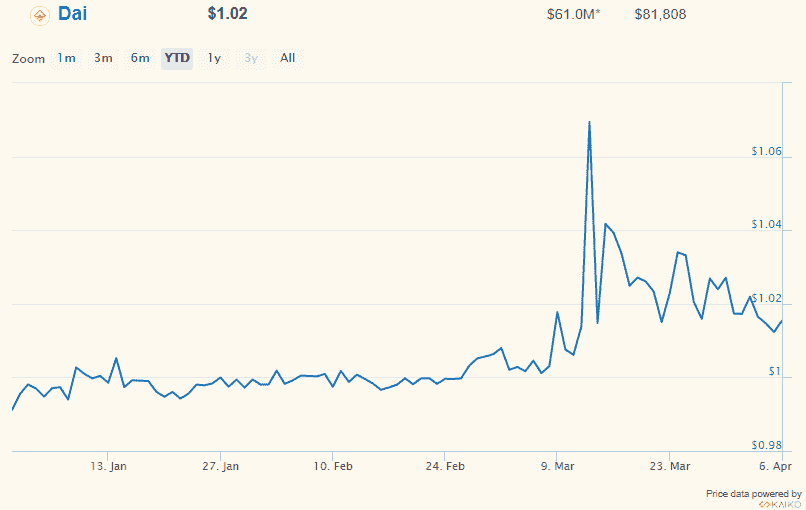 Dai $1.02 $61.0M* $81,808
Zoom 1m 3m 6m YTD 1y 3y All
$1.06
$1.04
$1.02
$1
$0.98
13. Jan 27. Jan 10. Feb 24. Feb 9. Mar 23. Mar 6. Apr
Price data powered by
KAIKO